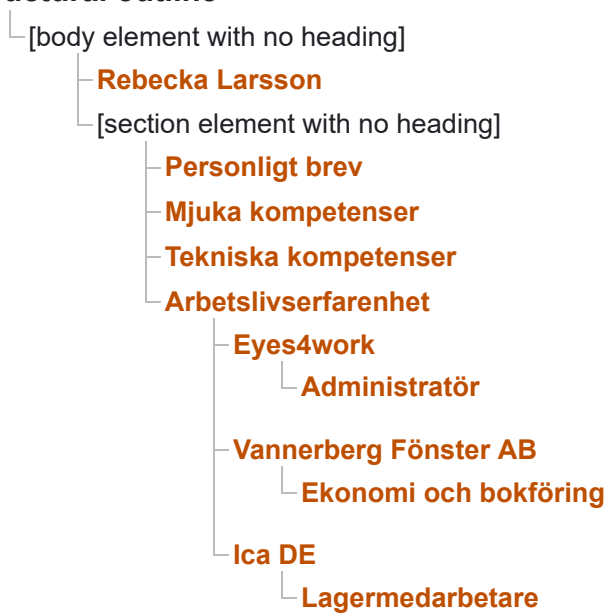 [body element with no heading]
Rebecka Larsson
[section element with no heading]
Personligt brev
Mjuka kompetenser
Tekniska kompetenser
Arbetslivserfarenhet
Eyes4work
Administratör
Vannerberg Fönster AB
Ekonomi och bokföring
Ica DE
Lagermedarbetare